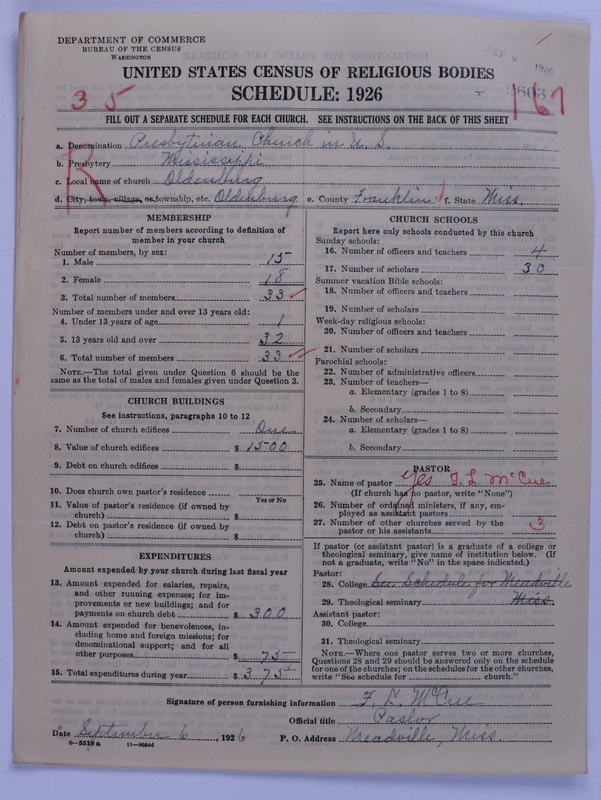 DEPARTMENT OF COMMERCE
BUREAU OF THE CENSUS
WASHINGTON
SEP 9 1926
UNITED STATES CENSUS OF RELIGIOUS BODIES
SCHEDULE: 1926
35
167
FILL OUT A SEPARATE SCHEDULE FOR EACH CHURCH. SEE INSTRUCTIONS ON THE BACK OF THIS SHEET
R
a. Denomination Presbyterian Church in U. S.
b. Presbytery Mississippi
c. Local name of church Oldenburg
d. City, town, village, or township, etc. Oldenburg e. County Franklin f. State Miss.
MEMBERSHIP
Report number of members according to definition of
member in your church
Number of members, by sex:
1. Male 15
2. Female 18
3. Total number of members 33
Number of members under and over 13 years old:
4. Under 13 years of age 1
5. 13 years old and over 32
6. Total number of members 33
NOTE.—The total given under Question 6 should be
same as the total of males and females given under Question 3.
CHURCH BUILDINGS
See instructions, paragraphs 10 to 12
7. Number of church edifices One
8. Value of church edifices $ 1500
9. Debt on church edifices $
10. Does church own pastor's residence
Yes or No
11. Value of pastor's residence (if owned by
church) $
12. Debt on pastor's residence (if owned by
church) $
EXPENDITURES
Amount expended by your church during last fiscal year
13. Amount expended for salaries, repairs,
and other running expenses; for im-
provements or new buildings; and for
payments on church debt $ 300
14. Amount expended for benevolences, in-
cluding home and foreign missions; for
denominational support; and for all
other purposes $ 75
15. Total expenditures during year $ 375
CHURCH SCHOOLS
Report here only schools conducted by this church
Sunday schools:
16. Number of officers and teachers 4
17. Number of scholars 30
Summer vacation Bible schools:
18. Number of officers and teachers
19. Number of scholars
Week-day religious schools:
20. Number of officers and teachers
21. Number of scholars
Parochial schools:
22. Number of administrative officers
23. Number of teachers—
a. Elementary (grades 1 to 8)
b. Secondary
24. Number of scholars—
a. Elementary (grades 1 to 8)
b. Secondary
PASTOR
25. Name of pastor Yes F. L. McCue
(If church has no pastor, write "None")
26. Number of ordained ministers, if any, em-
ployed as assistant pastors
27. Number of other churches served by the
pastor or his assistants 3
If pastor (or assistant pastor) is a graduate of a college or
theological seminary, give name of institution below. (If
not a graduate, write "No" in the space indicated.)
Pastor:
28. College See Schedule for Meadville
29. Theological seminary Miss.
Assistant pastor:
30. College
31. Theological seminary
NOTE.—Where one pastor serves two or more churches,
Questions 28 and 29 should be answered only on the schedule
for one of the churches; on the schedules for the other churches,
write "See schedule for church."
Signature of person furnishing information F. L. McCue
Official title Pastor
Date September 6, 1926 P. O. Address Meadville, Miss.
8—5518 a